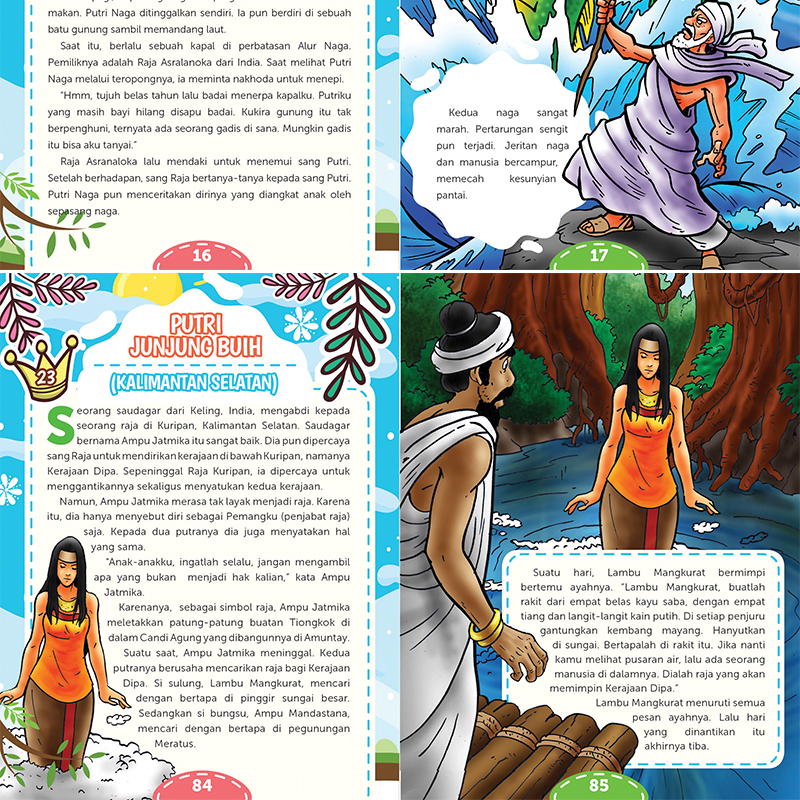 makan. Putri Naga ditinggalkan sendiri. Ia pun berdiri di sebuah
batu gunung sambil memandang laut.
Saat itu, berlalu sebuah kapal di perbatasan Alur Naga.
Pemiliknya adalah Raja Asralanoka dari India. Saat melihat Putri
Naga melalui teropongnya, ia meminta nakhoda untuk menepi.
"Hmm, tujuh belas tahun lalu badai menerpa kapalku. Putriku
yang masih bayi hilang disapu badai. Kukira gunung itu tak
berpenghuni, ternyata ada seorang gadis di sana. Mungkin gadis
itu bisa aku tanyai."
Raja Asranaloka lalu mendaki untuk menemui sang Putri.
Setelah berhadapan, sang Raja bertanya-tanya kepada sang Putri.
Putri Naga pun menceritakan dirinya yang diangkat anak oleh
sepasang naga.
16
Kedua naga sangat
marah. Pertarungan sengit
pun terjadi. Jeritan naga
dan manusia bercampur,
memecah kesunyian
pantai.
17
23
PUTRI
JUNJUNG BUIH
(KALIMANTAN SELATAN)
Seorang saudagar dari Keling, India, mengabdi kepada
seorang raja di Kuripan, Kalimantan Selatan. Saudagar
bernama Ampu Jatmika itu sangat baik. Dia pun dipercaya
sang Raja untuk mendirikan kerajaan di bawah Kuripan, namanya
Kerajaan Dipa. Sepeninggal Raja Kuripan, ia dipercaya untuk
menggantikannya sekaligus menyatukan kedua kerajaan.
Namun, Ampu Jatmika merasa tak layak menjadi raja. Karena
itu, dia hanya menyebut diri sebagai Pemangku (penjabat raja)
saja. Kepada dua putranya dia juga menyatakan hal
yang sama.
"Anak-anakku, ingatlah selalu, jangan mengambil
apa yang bukan menjadi hak kalian," kata Ampu
Jatmika.
Karenanya, sebagai simbol raja, Ampu Jatmika
meletakkan patung-patung buatan Tiongkok di
dalam Candi Agung yang dibangunnya di Amuntay.
Suatu saat, Ampu Jatmika meninggal. Kedua
putranya berusaha mencarikan raja bagi Kerajaan
Dipa. Si sulung, Lambu Mangkurat, mencari
dengan bertapa di pinggir sungai besar.
Sedangkan si bungsu, Ampu Mandastana,
mencari dengan bertapa di pegunungan
Meratus.
84
Suatu hari, Lambu Mangkurat bermimpi
bertemu ayahnya. "Lambu Mangkurat, buatlah
rakit dari empat belas kayu saba, dengan empat
tiang dan langit-langit kain putih. Di setiap penjuru
gantungkan kembang mayang. Hanyutkan
di sungai. Bertapalah di rakit itu. Jika nanti
kamu melihat pusaran air, lalu ada seorang
manusia di dalamnya. Dialah raja yang akan
memimpin Kerajaan Dipa."
Lambu Mangkurat menuruti semua
pesan ayahnya. Lalu hari
yang dinantikan itu
akhirnya tiba.
85